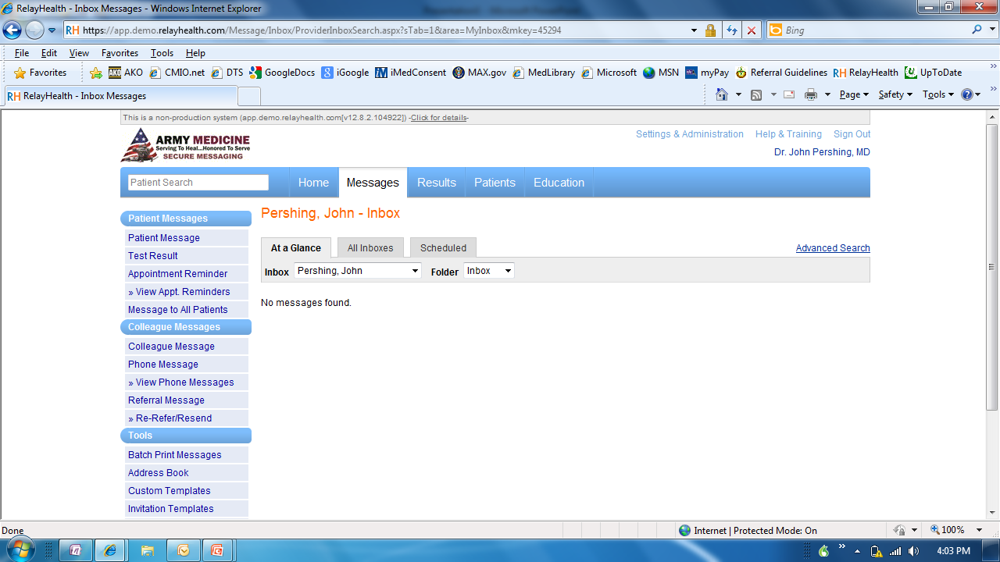 RelayHealth - Inbox Messages - Windows Internet Explorer
RH https://app.demo.relayhealth.com/Message/Inbox/ProviderInboxSearch.aspx?sTab=1&area=MyInbox&mkey=45294
Bing
File Edit View Favorites Tools Help
Favorites AKO AKO CMIO.net DTS GoogleDocs iGoogle iMedConsent MAX.gov MedLibrary Microsoft MSN myPay Referral Guidelines RH RelayHealth UpToDate
RH RelayHealth - Inbox Messages
Page Safety Tools
This is a non-production system (app.demo.relayhealth.com[v12.8.2.104922]) -Click for details-
ARMY MEDICINE
Serving To Heal...Honored To Serve
SECURE MESSAGING
Settings & Administration Help & Training Sign Out
Dr. John Pershing, MD
Patient Search Home Messages Results Patients Education
Patient Messages
Patient Message
Test Result
Appointment Reminder
» View Appt. Reminders
Message to All Patients
Colleague Messages
Colleague Message
Phone Message
» View Phone Messages
Referral Message
» Re-Refer/Resend
Tools
Batch Print Messages
Address Book
Custom Templates
Invitation Templates
Pershing, John - Inbox
At a Glance All Inboxes Scheduled Advanced Search
Inbox Pershing, John Folder Inbox
No messages found.
Done Internet | Protected Mode: On 100%
4:03 PM